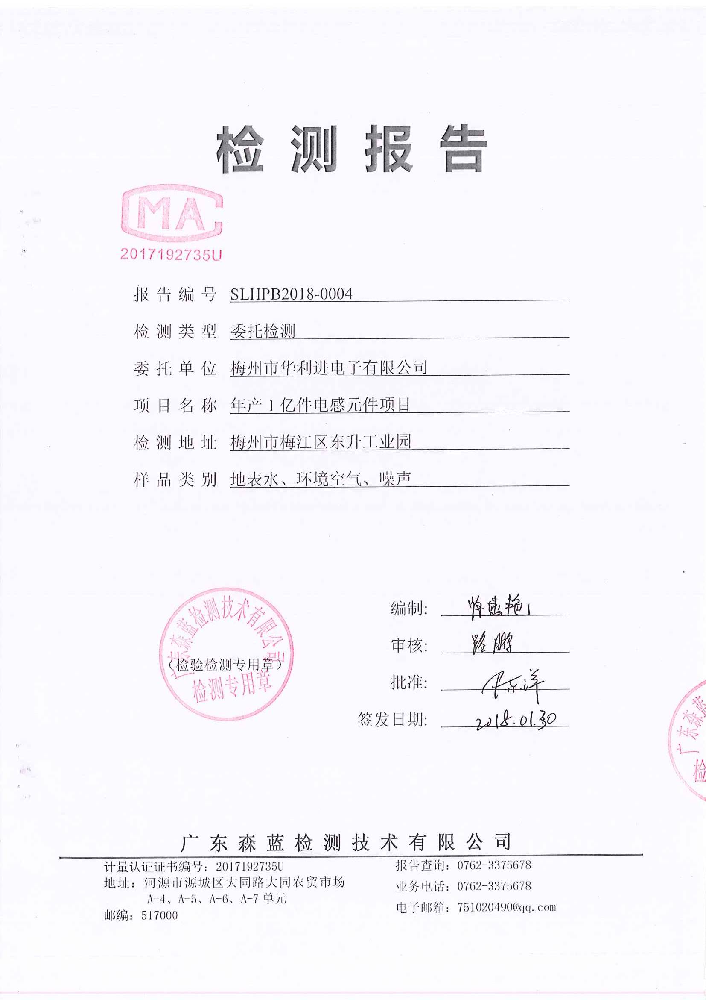 检测报告
CMA
2017192735U
报告编号 SLHPB2018-0004
检测类型 委托检测
委托单位 梅州市华利进电子有限公司
项目名称 年产1亿件电感元件项目
检测地址 梅州市梅江区东升工业园
样品类别 地表水、环境空气、噪声
广东森蓝检测技术有限公司
(检验检测专用章)
检测专用章
编制:
审核: 路鹏
批准:
签发日期: 2018.01.30
广东森蓝
检
广东森蓝检测技术有限公司
计量认证证书编号：2017192735U
报告查询：0762-3375678
地址：河源市源城区大同路大同农贸市场
业务电话：0762-3375678
A-4、A-5、A-6、A-7单元
电子邮箱：751020490@qq.com
邮编：517000